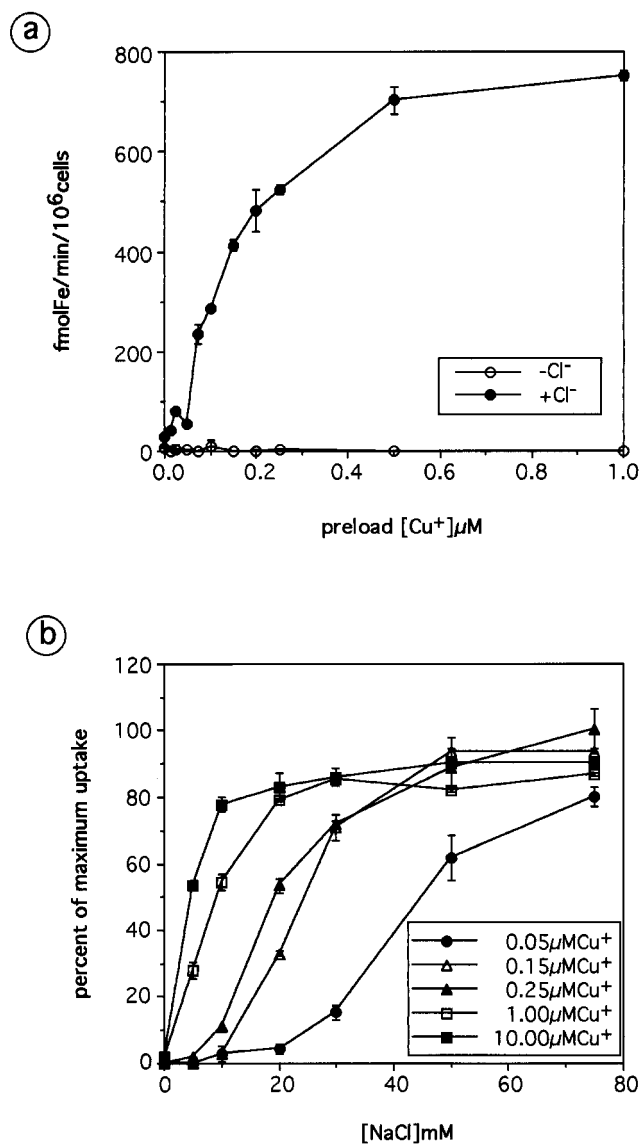 a
800
600
400
200
0
fmolFe/min/10⁶cells
-Cl⁻
+Cl⁻
0.0 0.2 0.4 0.6 0.8 1.0
preload [Cu⁺]µM
b
120
100
80
60
40
20
0
percent of maximum uptake
0.05µMCu⁺
0.15µMCu⁺
0.25µMCu⁺
1.00µMCu⁺
10.00µMCu⁺
0 20 40 60 80
[NaCl]mM